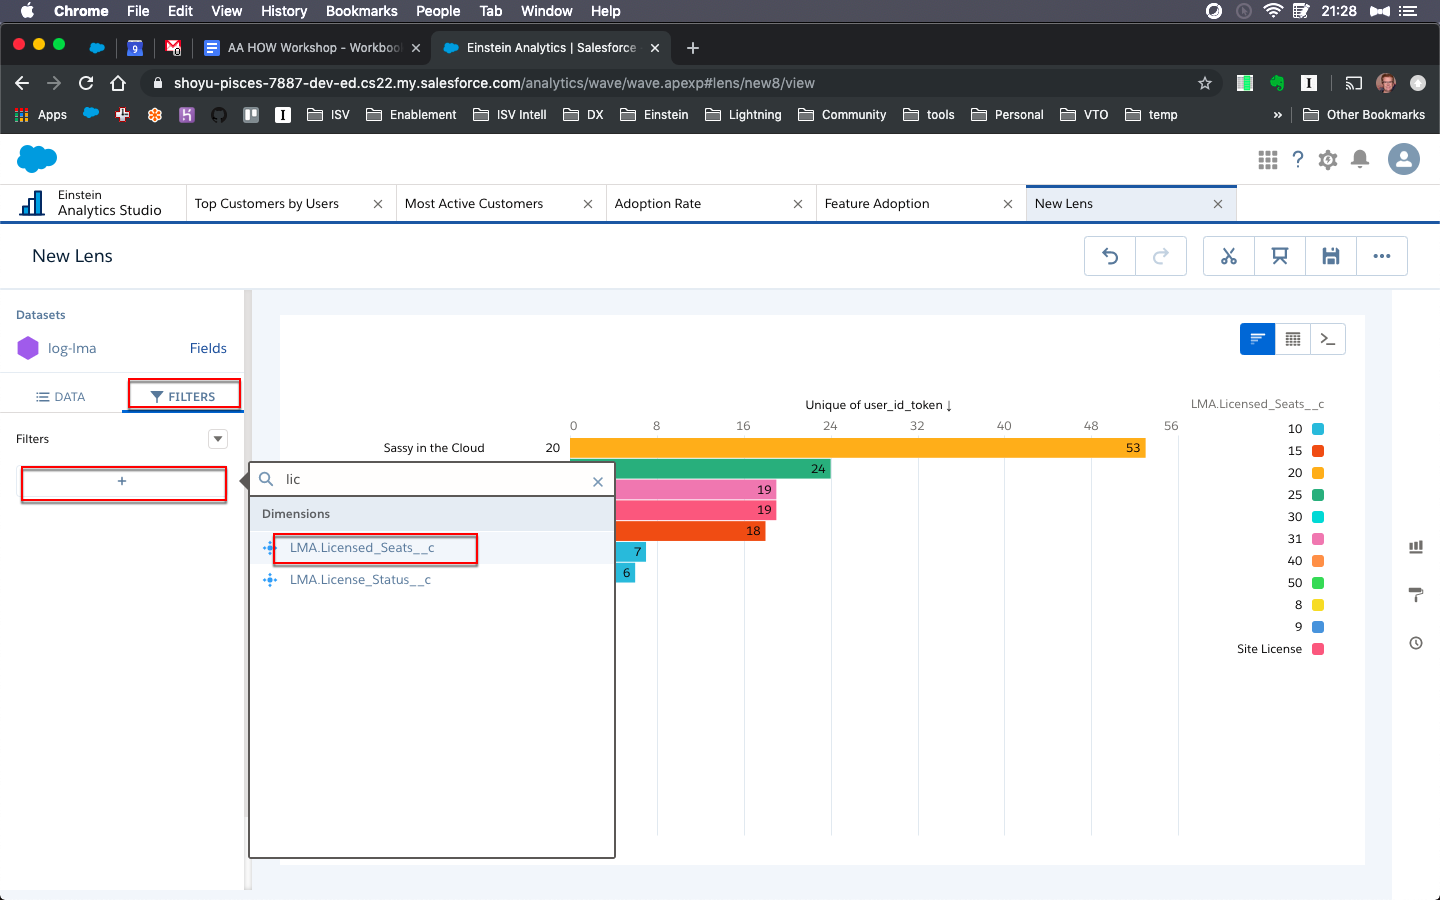 Chrome File Edit View History Bookmarks People Tab Window Help 21:28
9 0 AA HOW Workshop - Workboo Einstein Analytics | Salesforce
shoyu-pisces-7887-dev-ed.cs22.my.salesforce.com/analytics/wave/wave.apexp#lens/new8/view
Apps ISV Enablement ISV Intell DX Einstein Lightning Community tools Personal VTO temp » Other Bookmarks
Einstein
Analytics Studio
Top Customers by Users Most Active Customers Adoption Rate Feature Adoption New Lens
New Lens
Datasets
log-lma Fields
DATA FILTERS
Filters
+
lic
Dimensions
LMA.Licensed_Seats__c
LMA.License_Status__c
Unique of user_id_token ↓
0 8 16 24 32 40 48 56
Sassy in the Cloud 20 53
24
19
19
18
7
6
LMA.Licensed_Seats__c
10
15
20
25
30
31
40
50
8
9
Site License